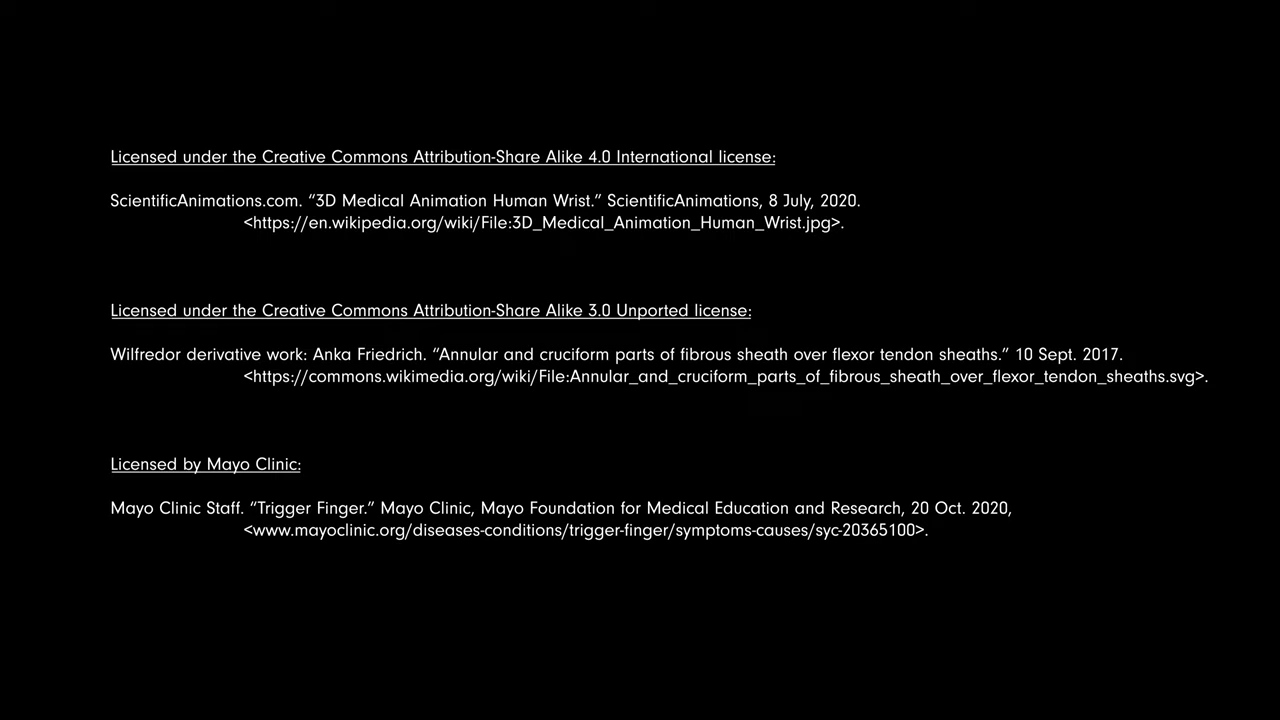 Licensed under the Creative Commons Attribution-Share Alike 4.0 International license:
ScientificAnimations.com. “3D Medical Animation Human Wrist.” ScientificAnimations, 8 July, 2020.
<https://en.wikipedia.org/wiki/File:3D_Medical_Animation_Human_Wrist.jpg>.
Licensed under the Creative Commons Attribution-Share Alike 3.0 Unported license:
Wilfredor derivative work: Anka Friedrich. “Annular and cruciform parts of fibrous sheath over flexor tendon sheaths.” 10 Sept. 2017.
<https://commons.wikimedia.org/wiki/File:Annular_and_cruciform_parts_of_fibrous_sheath_over_flexor_tendon_sheaths.svg>.
Licensed by Mayo Clinic:
Mayo Clinic Staff. “Trigger Finger.” Mayo Clinic, Mayo Foundation for Medical Education and Research, 20 Oct. 2020,
<www.mayoclinic.org/diseases-conditions/trigger-finger/symptoms-causes/syc-20365100>.